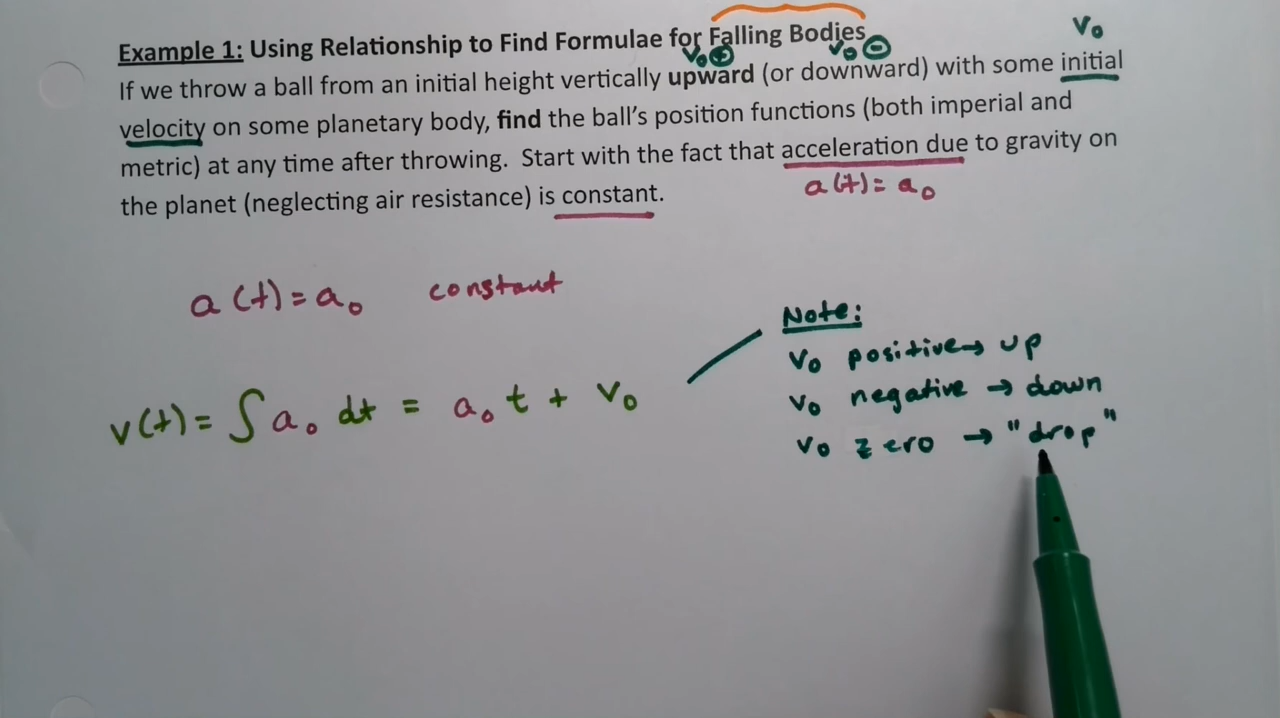 v₀
Example 1: Using Relationship to Find Formulae for Falling Bodies
v₀ ⊕ v₀ ⊖
If we throw a ball from an initial height vertically upward (or downward) with some initial
velocity on some planetary body, find the ball’s position functions (both imperial and
metric) at any time after throwing. Start with the fact that acceleration due to gravity on
the planet (neglecting air resistance) is constant.
a(t) = a₀
a(t) = a₀ constant
Note:
v₀ positive → up
v₀ negative → down
v₀ zero → "drop"
v(t) = ∫ a₀ dt = a₀ t + v₀